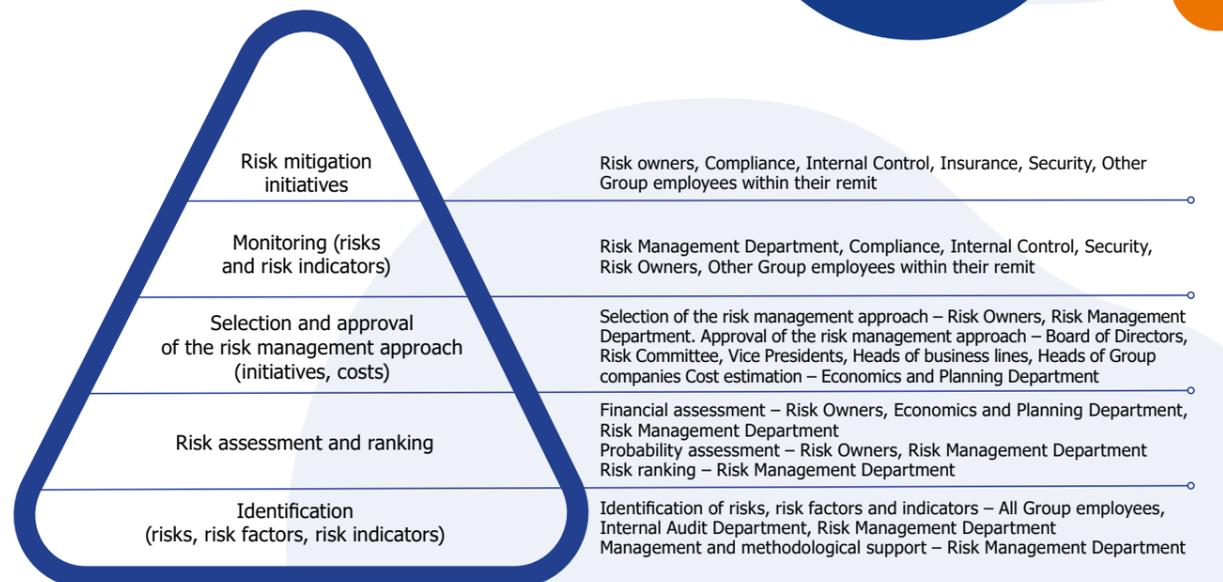 Risk mitigation
initiatives
Risk owners, Compliance, Internal Control, Insurance, Security, Other
Group employees within their remit
Monitoring (risks
and risk indicators)
Risk Management Department, Compliance, Internal Control, Security,
Risk Owners, Other Group employees within their remit
Selection and approval
of the risk management approach
(initiatives, costs)
Selection of the risk management approach – Risk Owners, Risk Management
Department. Approval of the risk management approach – Board of Directors,
Risk Committee, Vice Presidents, Heads of business lines, Heads of Group
companies Cost estimation – Economics and Planning Department
Risk assessment and ranking
Financial assessment – Risk Owners, Economics and Planning Department,
Risk Management Department
Probability assessment – Risk Owners, Risk Management Department
Risk ranking – Risk Management Department
Identification
(risks, risk factors, risk indicators)
Identification of risks, risk factors and indicators – All Group employees,
Internal Audit Department, Risk Management Department
Management and methodological support – Risk Management Department